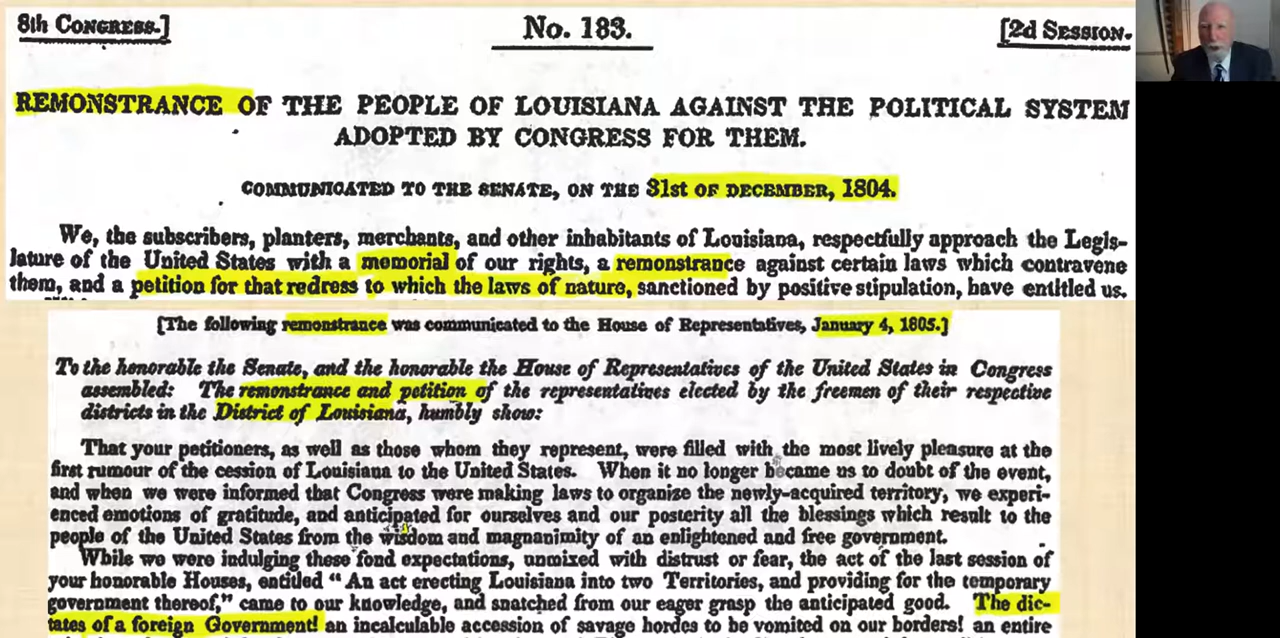 8th CONGRESS.]
No. 183.
[2d SESSION.
REMONSTRANCE OF THE PEOPLE OF LOUISIANA AGAINST THE POLITICAL SYSTEM
ADOPTED BY CONGRESS FOR THEM.
COMMUNICATED TO THE SENATE, ON THE 31st OF DECEMBER, 1804.
We, the subscribers, planters, merchants, and other inhabitants of Louisiana, respectfully approach the Legis-
lature of the United States with a memorial of our rights, a remonstrance against certain laws which contravene
them, and a petition for that redress to which the laws of nature, sanctioned by positive stipulation, have entitled us.
[The following remonstrance was communicated to the House of Representatives, January 4, 1805.]
To the honorable the Senate, and the honorable the House of Representatives of the United States in Congress
assembled: The remonstrance and petition of the representatives elected by the freemen of their respective
districts in the District of Louisiana, humbly show:
That your petitioners, as well as those whom they represent, were filled with the most lively pleasure at the
first rumour of the cession of Louisiana to the United States. When it no longer became us to doubt of the event,
and when we were informed that Congress were making laws to organize the newly-acquired territory, we experi-
enced emotions of gratitude, and anticipated for ourselves and our posterity all the blessings which result to the
people of the United States from the wisdom and magnanimity of an enlightened and free government.
While we were indulging these fond expectations, unmixed with distrust or fear, the act of the last session of
your honorable Houses, entitled "An act erecting Louisiana into two Territories, and providing for the temporary
government thereof," came to our knowledge, and snatched from our eager grasp the anticipated good. The dic-
tates of a foreign Government! an incalculable accession of savage hordes to be vomited on our borders! an entire